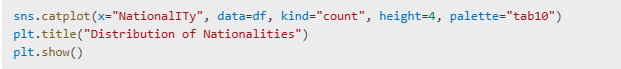 sns.catplot(x="NationalITy", data=df, kind="count", height=4, palette="tab10")
plt.title("Distribution of Nationalities")
plt.show()